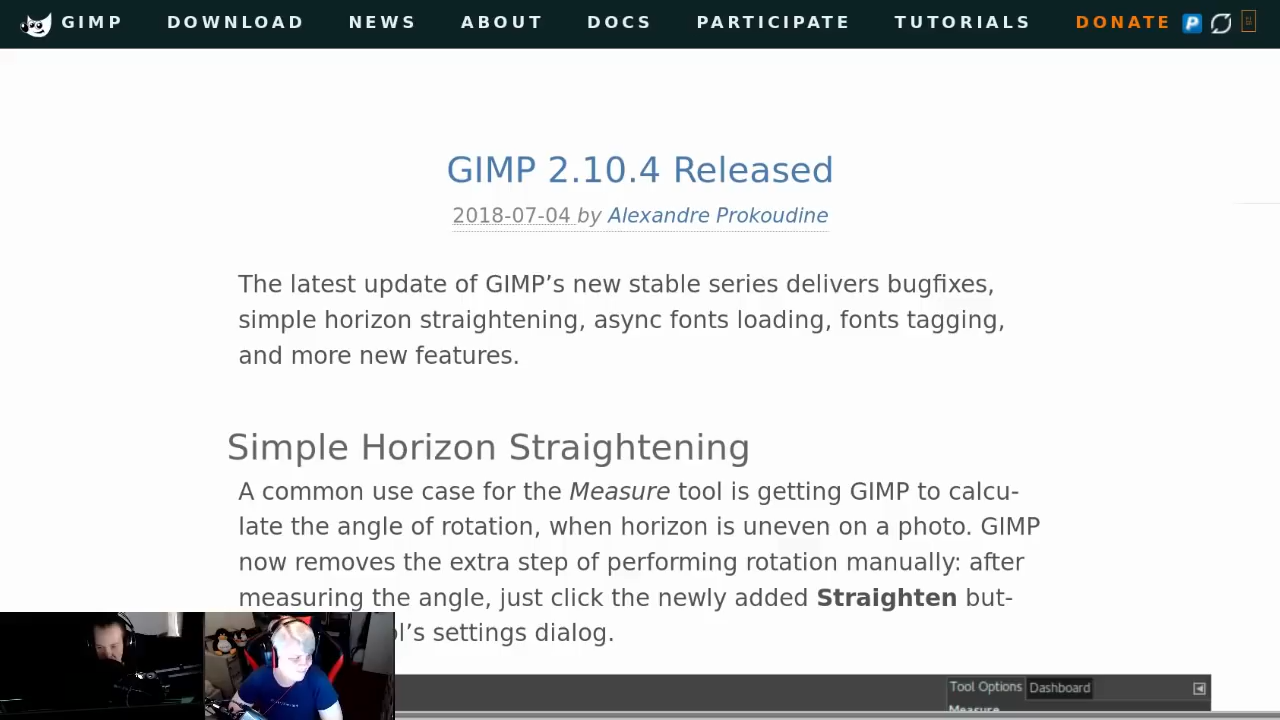 GIMP DOWNLOAD NEWS ABOUT DOCS PARTICIPATE TUTORIALS DONATE
GIMP 2.10.4 Released
2018-07-04 by Alexandre Prokoudine
The latest update of GIMP’s new stable series delivers bugfixes,
simple horizon straightening, async fonts loading, fonts tagging,
and more new features.
Simple Horizon Straightening
A common use case for the Measure tool is getting GIMP to calcu-
late the angle of rotation, when horizon is uneven on a photo. GIMP
now removes the extra step of performing rotation manually: after
measuring the angle, just click the newly added Straighten but-
l’s settings dialog.
Tool Options Dashboard
Measure